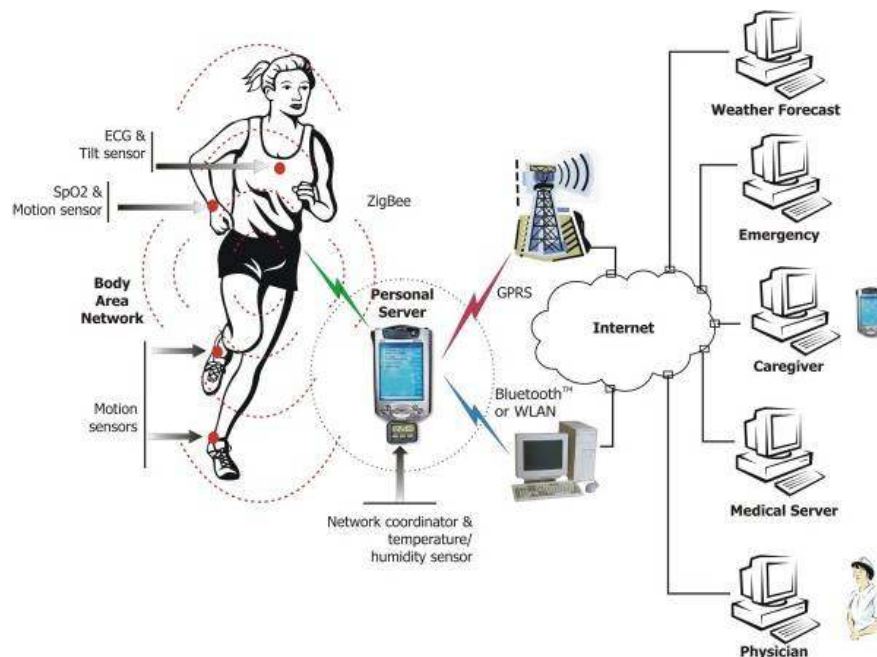 ECG &
Tilt sensor
SpO2 &
Motion sensor
Body
Area
Network
Motion
sensors
ZigBee
Personal
Server
Network coordinator &
temperature/
humidity sensor
GPRS
Bluetooth™
or WLAN
Internet
Weather Forecast
Emergency
Caregiver
Medical Server
Physician